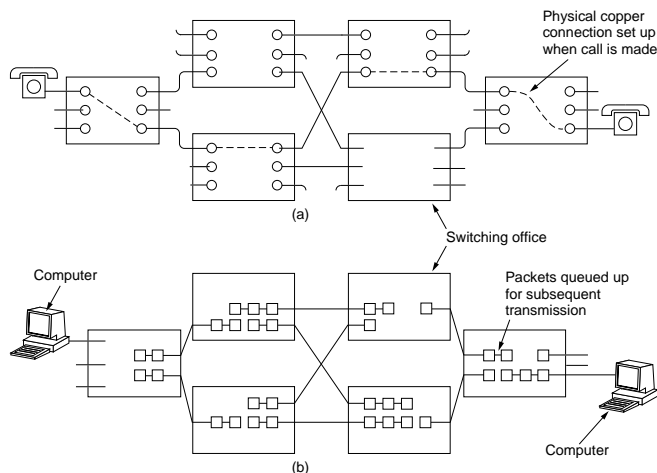 Physical copper
connection set up
when call is made
(a)
Switching office
Computer
Packets queued up
for subsequent
transmission
Computer
(b)